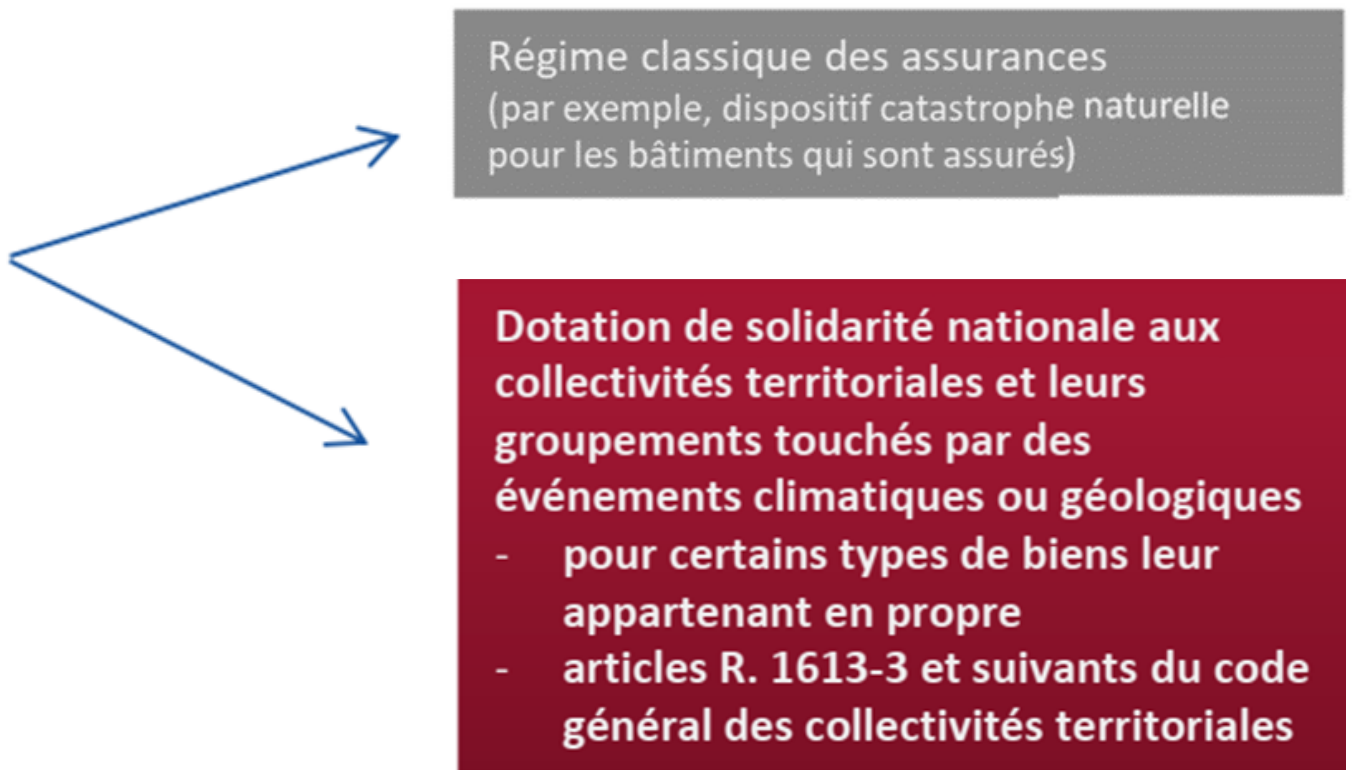 Régime classique des assurances
(par exemple, dispositif catastrophe naturelle
pour les bâtiments qui sont assurés)
Dotation de solidarité nationale aux
collectivités territoriales et leurs
groupements touchés par des
événements climatiques ou géologiques
- pour certains types de biens leur
appartenant en propre
- articles R. 1613-3 et suivants du code
général des collectivités territoriales